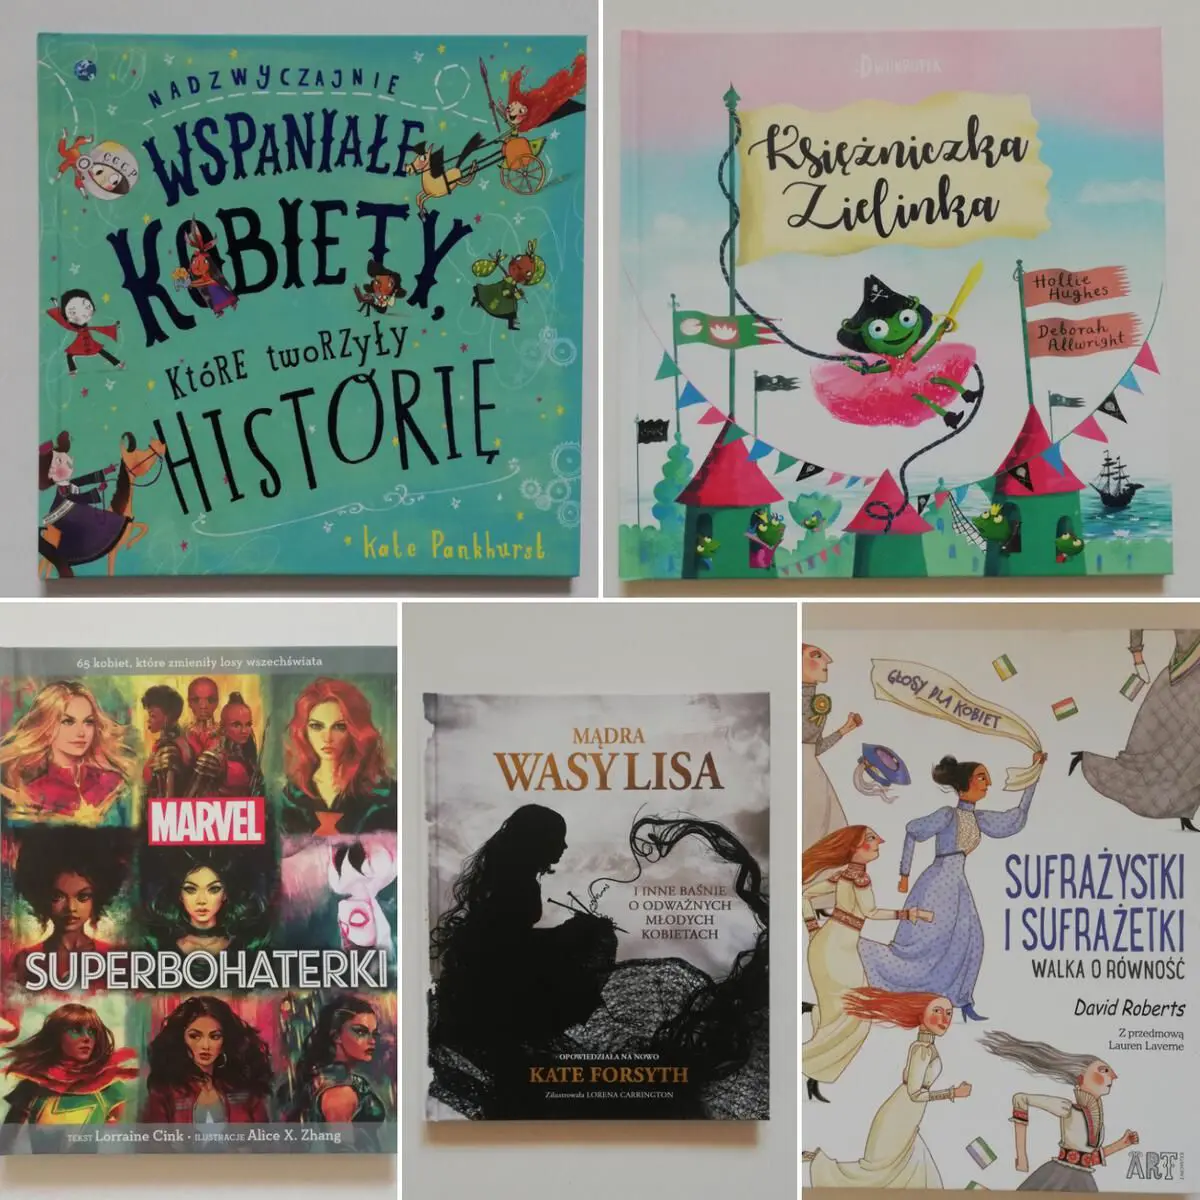 NADZWYCZAJNIE
WSPANIAŁE
KOBIETY,
KtóRE twoRZyŁy
HISTORIĘ
Kate Pankhurst
CCCP
Księżniczka
Zielinka
Hollie
Hughes
Deborah
Allwright
65 kobiet, które zmieniły losy wszechświata
MARVEL
SUPERBOHATERKI
TEKST Lorraine Cink • ILUSTRACJE Alice X. Zhang
MĄDRA
WASYLISA
I INNE BAŚNIE
O ODWAŻNYCH
MŁODYCH
KOBIETACH
OPOWIEDZIAŁA NA NOWO
KATE FORSYTH
Zilustrowała LORENA CARRINGTON
GŁOSY DLA KOBIET
SUFRAŻYSTKI
I SUFRAŻETKI
WALKA O RÓWNOŚĆ
David Roberts
Z przedmową
Lauren Laverne
ART
EGMONT